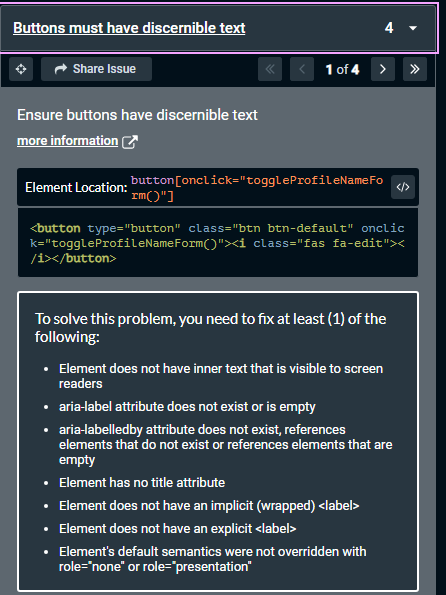 Buttons must have discernible text 4
Share Issue 1 of 4
Ensure buttons have discernible text
more information
Element Location: button[onclick="toggleProfileNameFo
rm()"]
</>
<button type="button" class="btn btn-default" onclic
k="toggleProfileNameForm()"><i class="fas fa-edit"><
/i></button>
To solve this problem, you need to fix at least (1) of the
following:
• Element does not have inner text that is visible to screen
readers
• aria-label attribute does not exist or is empty
• aria-labelledby attribute does not exist, references
elements that do not exist or references elements that are
empty
• Element has no title attribute
• Element does not have an implicit (wrapped) <label>
• Element does not have an explicit <label>
• Element's default semantics were not overridden with
role="none" or role="presentation"